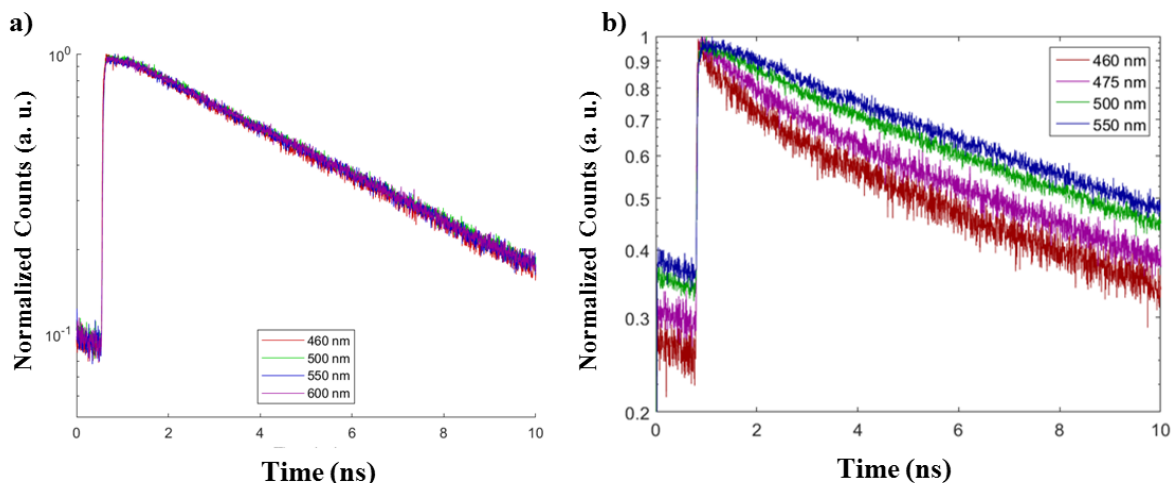 a)
Normalized Counts (a. u.)
10⁰
10⁻¹
460 nm
500 nm
550 nm
600 nm
0 2 4 6 8 10
Time (ns)
b)
Normalized Counts (a. u.)
1
0.9
0.8
0.7
0.6
0.5
0.4
0.3
0.2
460 nm
475 nm
500 nm
550 nm
0 2 4 6 8 10
Time (ns)